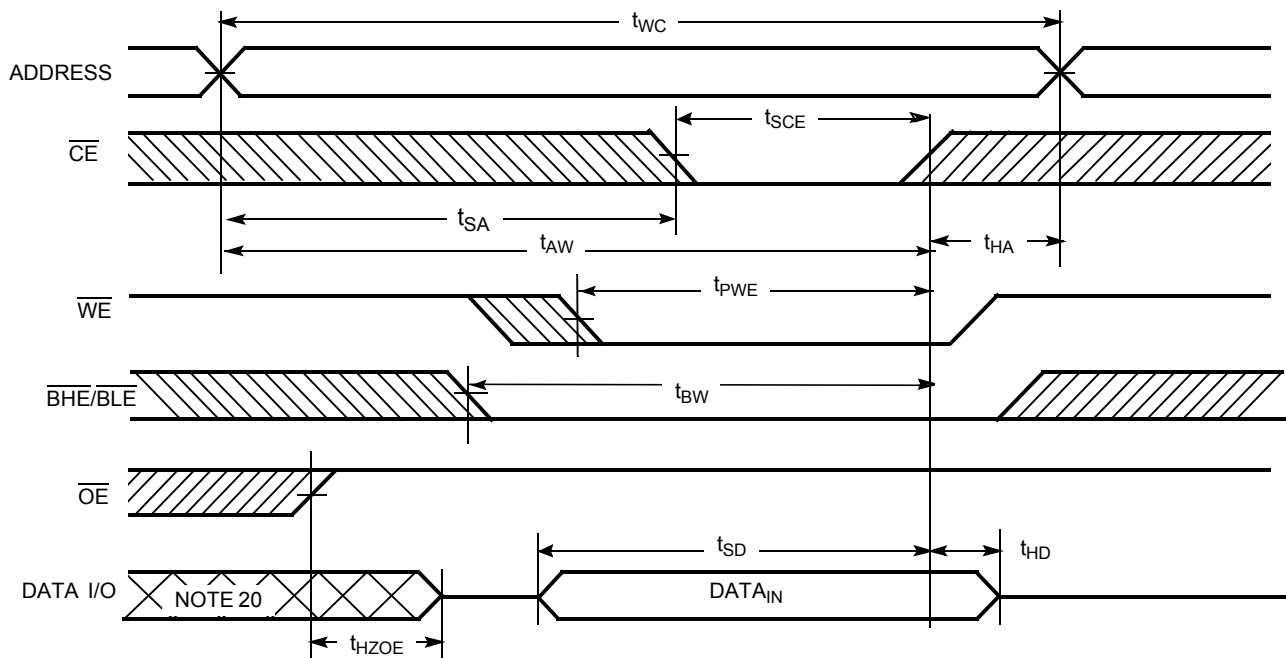 tWC
ADDRESS
tSCE
CE
tSA
tAW
tHA
tPWE
WE
BHE/BLE
tBW
OE
tSD
tHD
DATA I/O
NOTE 20
DATAIN
tHZOE